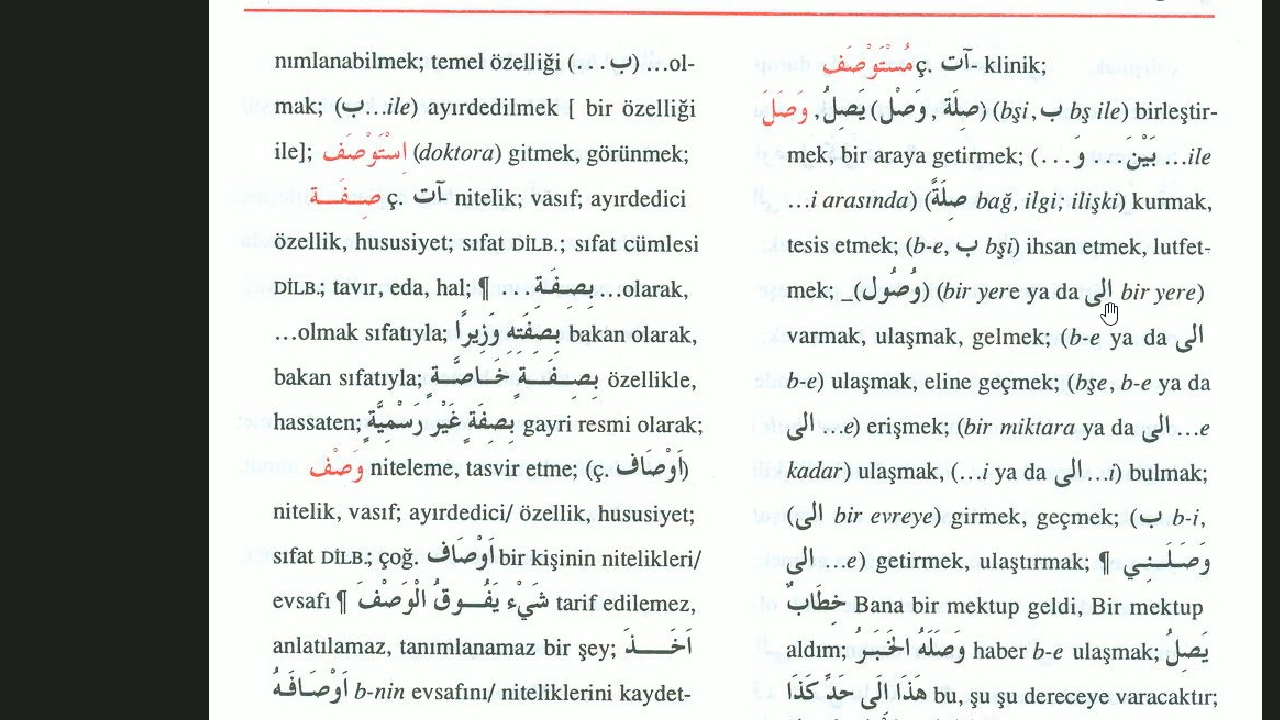 nımlanabilmek; temel özelliği (ب...) ...ol-
mak; (ب...ile) ayırdedilmek [ bir özelliği
ile]; اِسْتَوْصَفَ (doktora) gitmek, görünmek;
صِفَة ç. آت nitelik; vasıf; ayırdedici
özellik, hususiyet; sıfat DİLB.; sıfat cümlesi
DİLB.; tavır, eda, hal; ¶ بِصِفَة... ...olarak,
...olmak sıfatıyla; بِصِفَتِهِ وَزِيرًا bakan olarak,
bakan sıfatıyla; بِصِفَةٍ خَاصَّةٍ özellikle,
hassaten; بِصِفَةٍ غَيْرِ رَسْمِيَّةٍ gayri resmi olarak;
وَصْف niteleme, tasvir etme; (ç. اَوْصَاف)
nitelik, vasıf; ayırdedici/ özellik, hususiyet;
sıfat DİLB.; çoğ. اَوْصَاف bir kişinin nitelikleri/
evsafı ¶ شَيْء يَفُوقُ الْوَصْفَ tarif edilemez,
anlatılamaz, tanımlanamaz bir şey; اَخَذَ
اَوْصَافَهُ b-nin evsafını/ niteliklerini kaydet-
مُسْتَوْصَف ç. آت- klinik;
وَصَلَ, يَصِلُ (صِلَة, وَصْل) (bşi, ب bş ile) birleştir-
mek, bir araya getirmek; (بَيْنَ... وَ... ...ile
...i arasında) (صِلَةً bağ, ilgi; ilişki) kurmak,
tesis etmek; (b-e, ب bşi) ihsan etmek, lutfet-
mek; _(وُصُول) (bir yere ya da الى bir yere)
varmak, ulaşmak, gelmek; (b-e ya da الى
b-e) ulaşmak, eline geçmek; (bşe, b-e ya da
الى ...e) erişmek; (bir miktara ya da الى...e
kadar) ulaşmak, (...i ya da الى ...i) bulmak;
(الى bir evreye) girmek, geçmek; (ب b-i,
الى ...e) getirmek, ulaştırmak; ¶ وَصَلَنِي
خِطَابٌ Bana bir mektup geldi, Bir mektup
aldım; وَصَلَهُ الْخَبَرُ haber b-e ulaşmak; يَصِلُ
هَذَا اِلَى حَدِّ كَذَا bu, şu şu dereceye varacaktır;